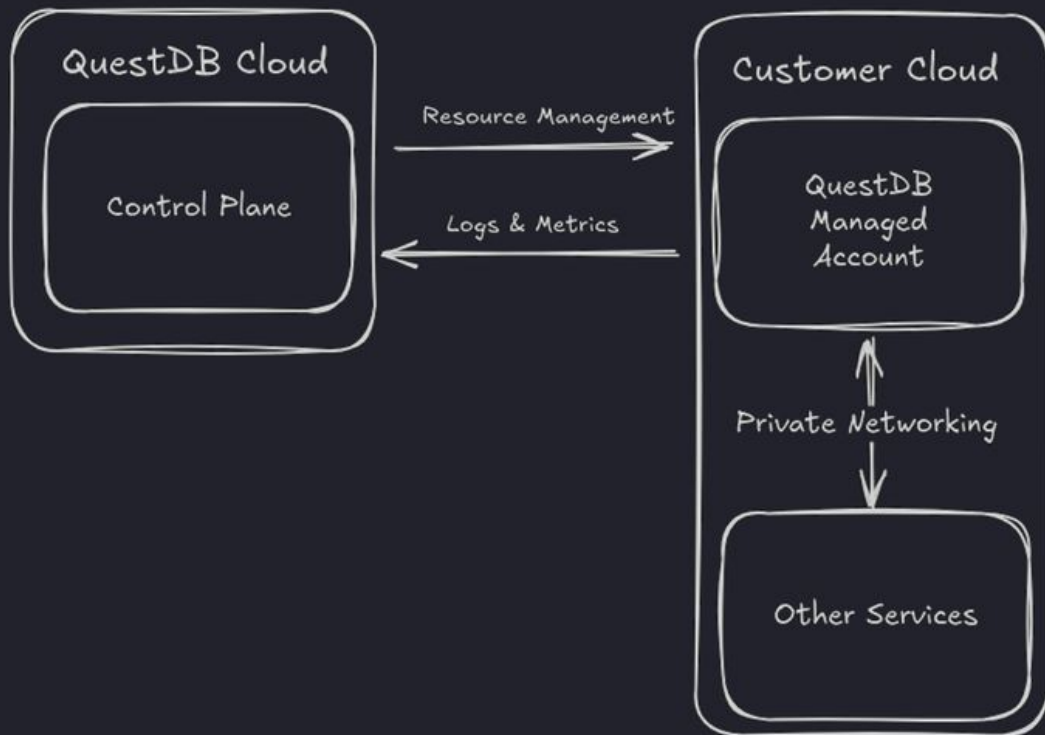 QuestDB Cloud
Control Plane
Resource Management
Logs & Metrics
Customer Cloud
QuestDB
Managed
Account
Private Networking
Other Services